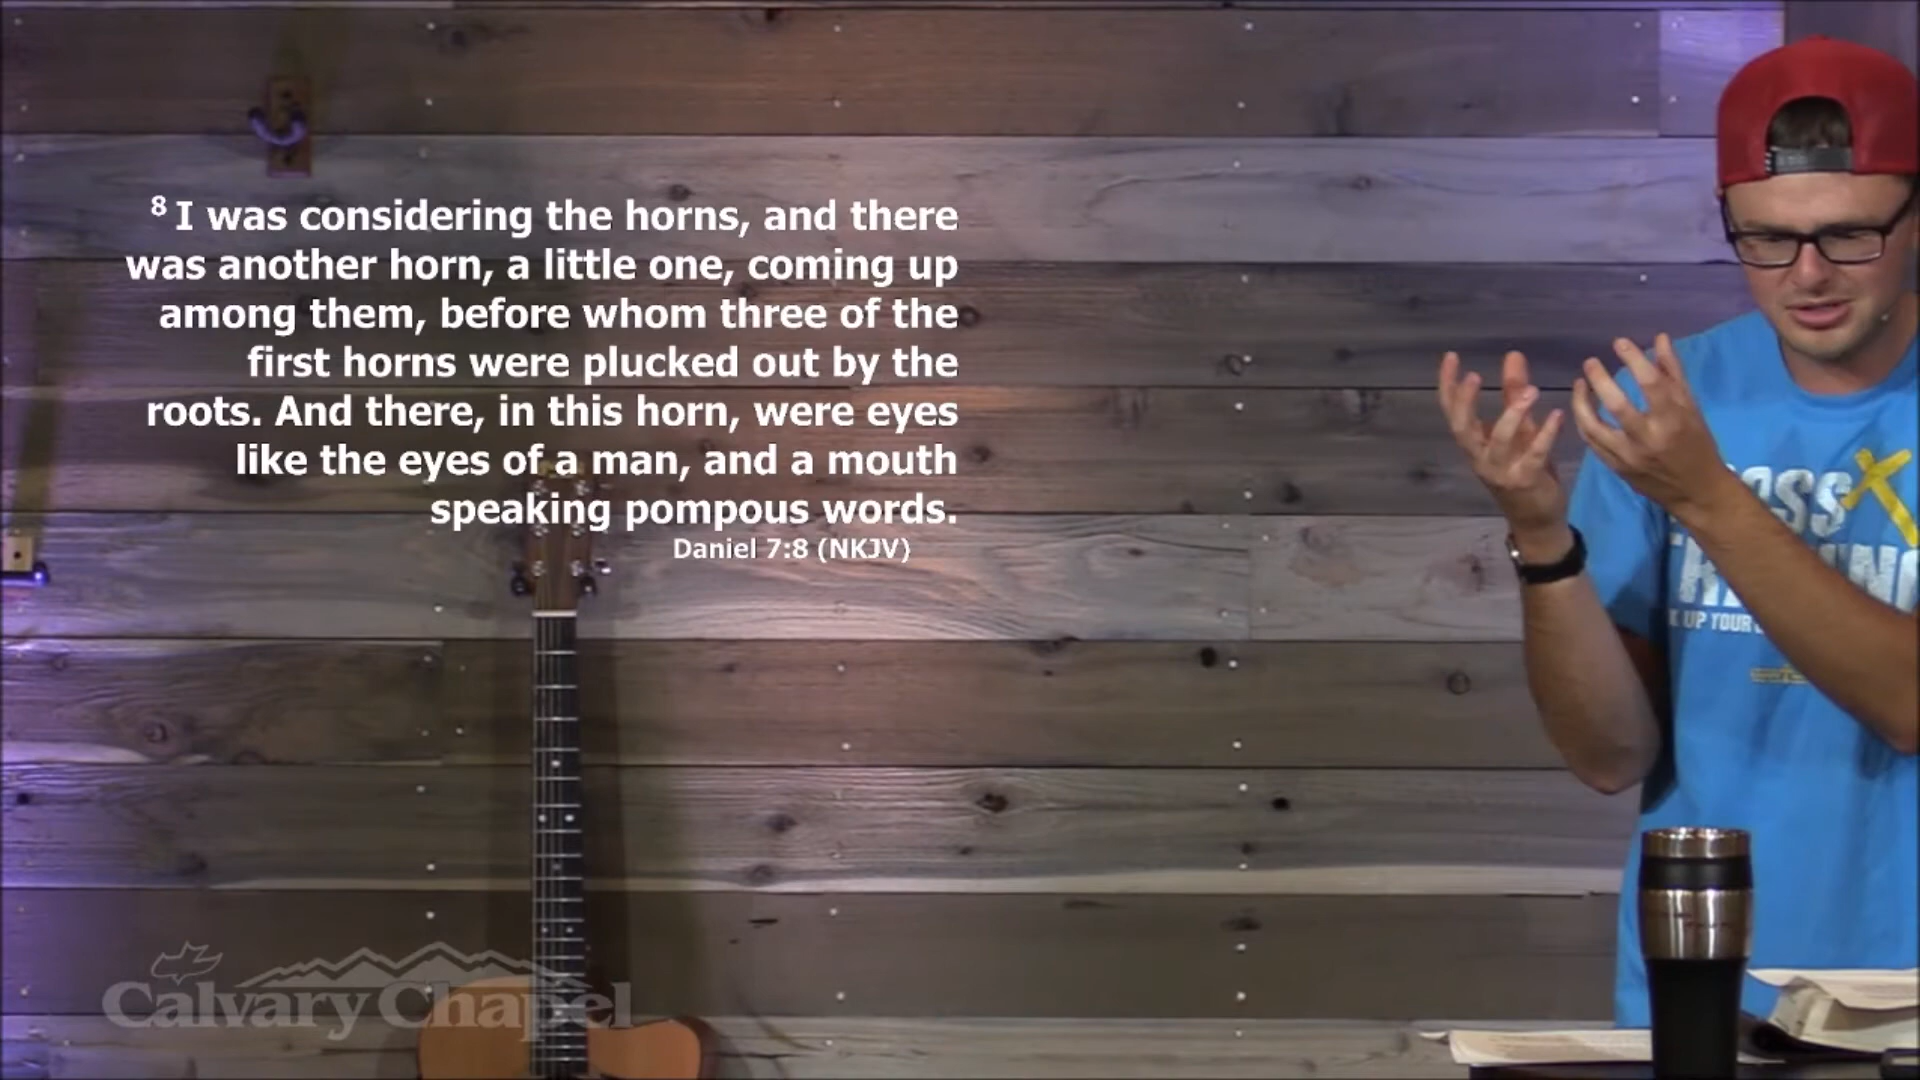 8 I was considering the horns, and there
was another horn, a little one, coming up
among them, before whom three of the
first horns were plucked out by the
roots. And there, in this horn, were eyes
like the eyes of a man, and a mouth
speaking pompous words.
Daniel 7:8 (NKJV)
UP YOUR
Calvary Chapel